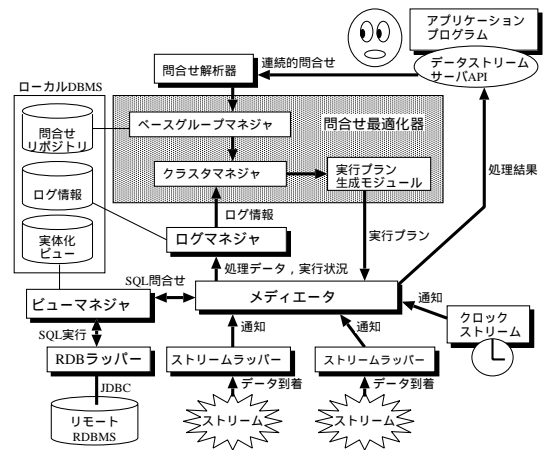 アプリケーション
プログラム
連続的問合せ
データストリーム
サーバAPI
問合せ解析器
ローカルDBMS
問合せ
リポジトリ
ログ情報
実体化
ビュー
ベースグループマネジャ
問合せ最適化器
クラスタマネジャ
実行プラン
生成モジュール
処理結果
ログ情報
ログマネジャ
実行プラン
処理データ , 実行状況
SQL問合せ
ビューマネジャ
メディエータ
通知
クロック
ストリーム
SQL実行
通知
通知
RDBラッパー
ストリームラッパー
ストリームラッパー
JDBC
データ到着
データ到着
リモート
RDBMS
ストリーム
ストリーム